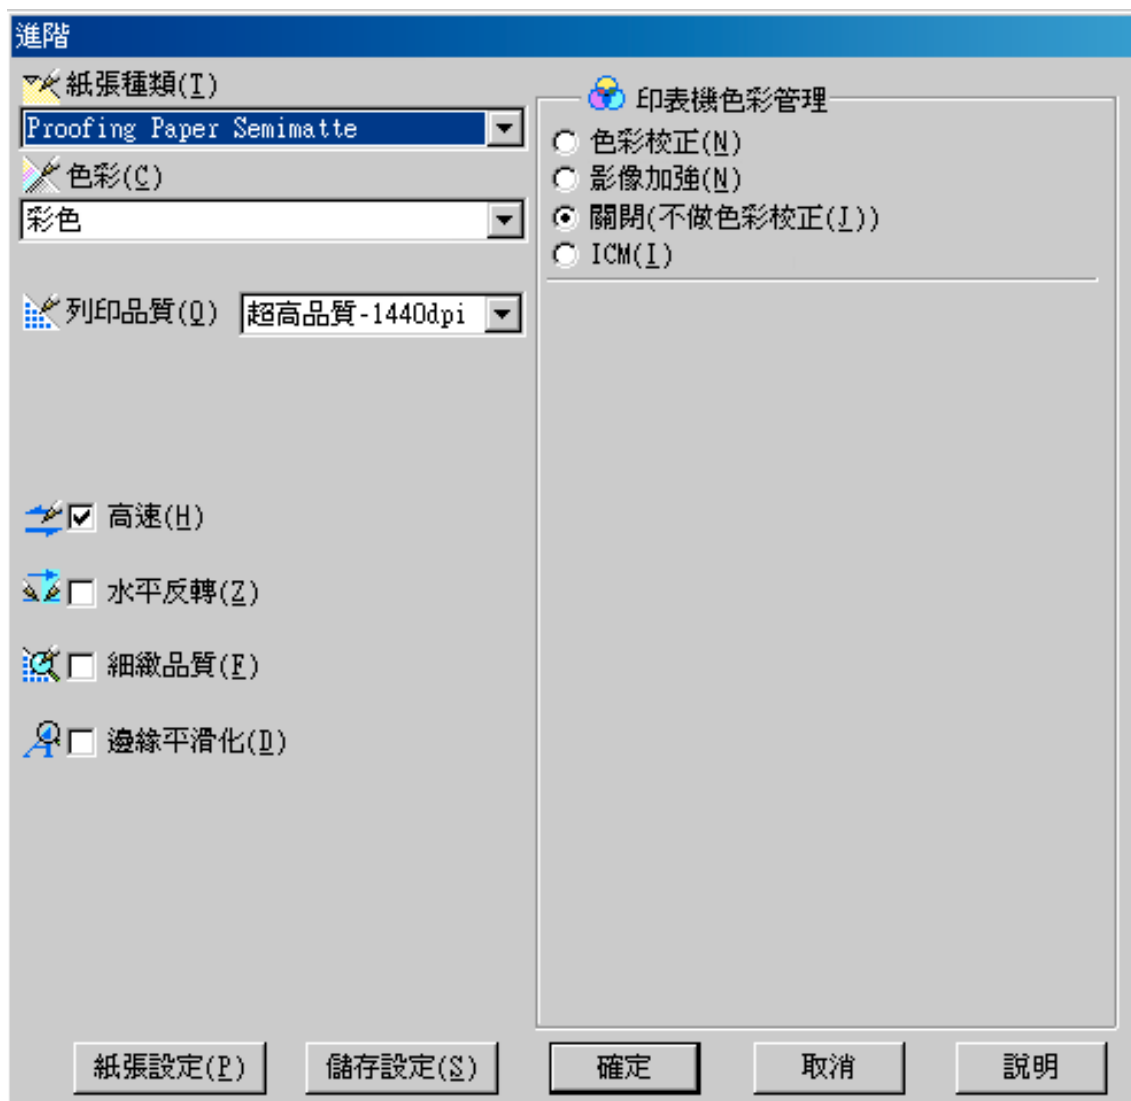 進階
紙張種類(T)
Proofing Paper Semimatte
色彩(C)
彩色
列印品質(Q) 超高品質-1440dpi
高速(H)
水平反轉(Z)
細緻品質(F)
邊緣平滑化(D)
印表機色彩管理
色彩校正(N)
影像加強(N)
關閉(不做色彩校正(J))
ICM(I)
紙張設定(P) 儲存設定(S) 確定 取消 說明